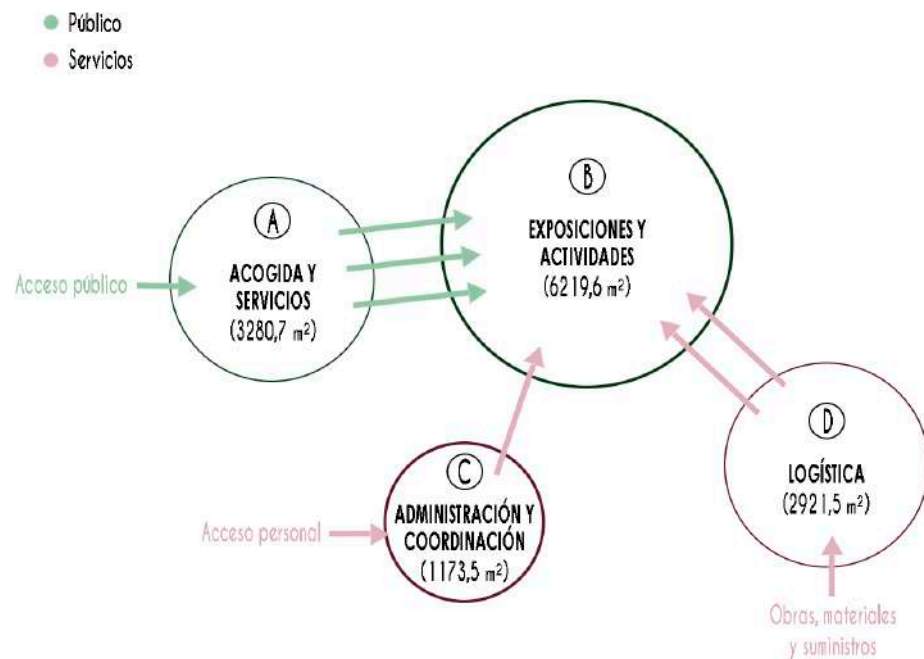 Público
Servicios
A
ACOGIDA Y
SERVICIOS
(3280,7 m²)
Acceso público
B
EXPOSICIONES Y
ACTIVIDADES
(6219,6 m²)
C
ADMINISTRACIÓN Y
COORDINACIÓN
(1173,5 m²)
Acceso personal
D
LOGÍSTICA
(2921,5 m²)
Obras, materiales
y suministros